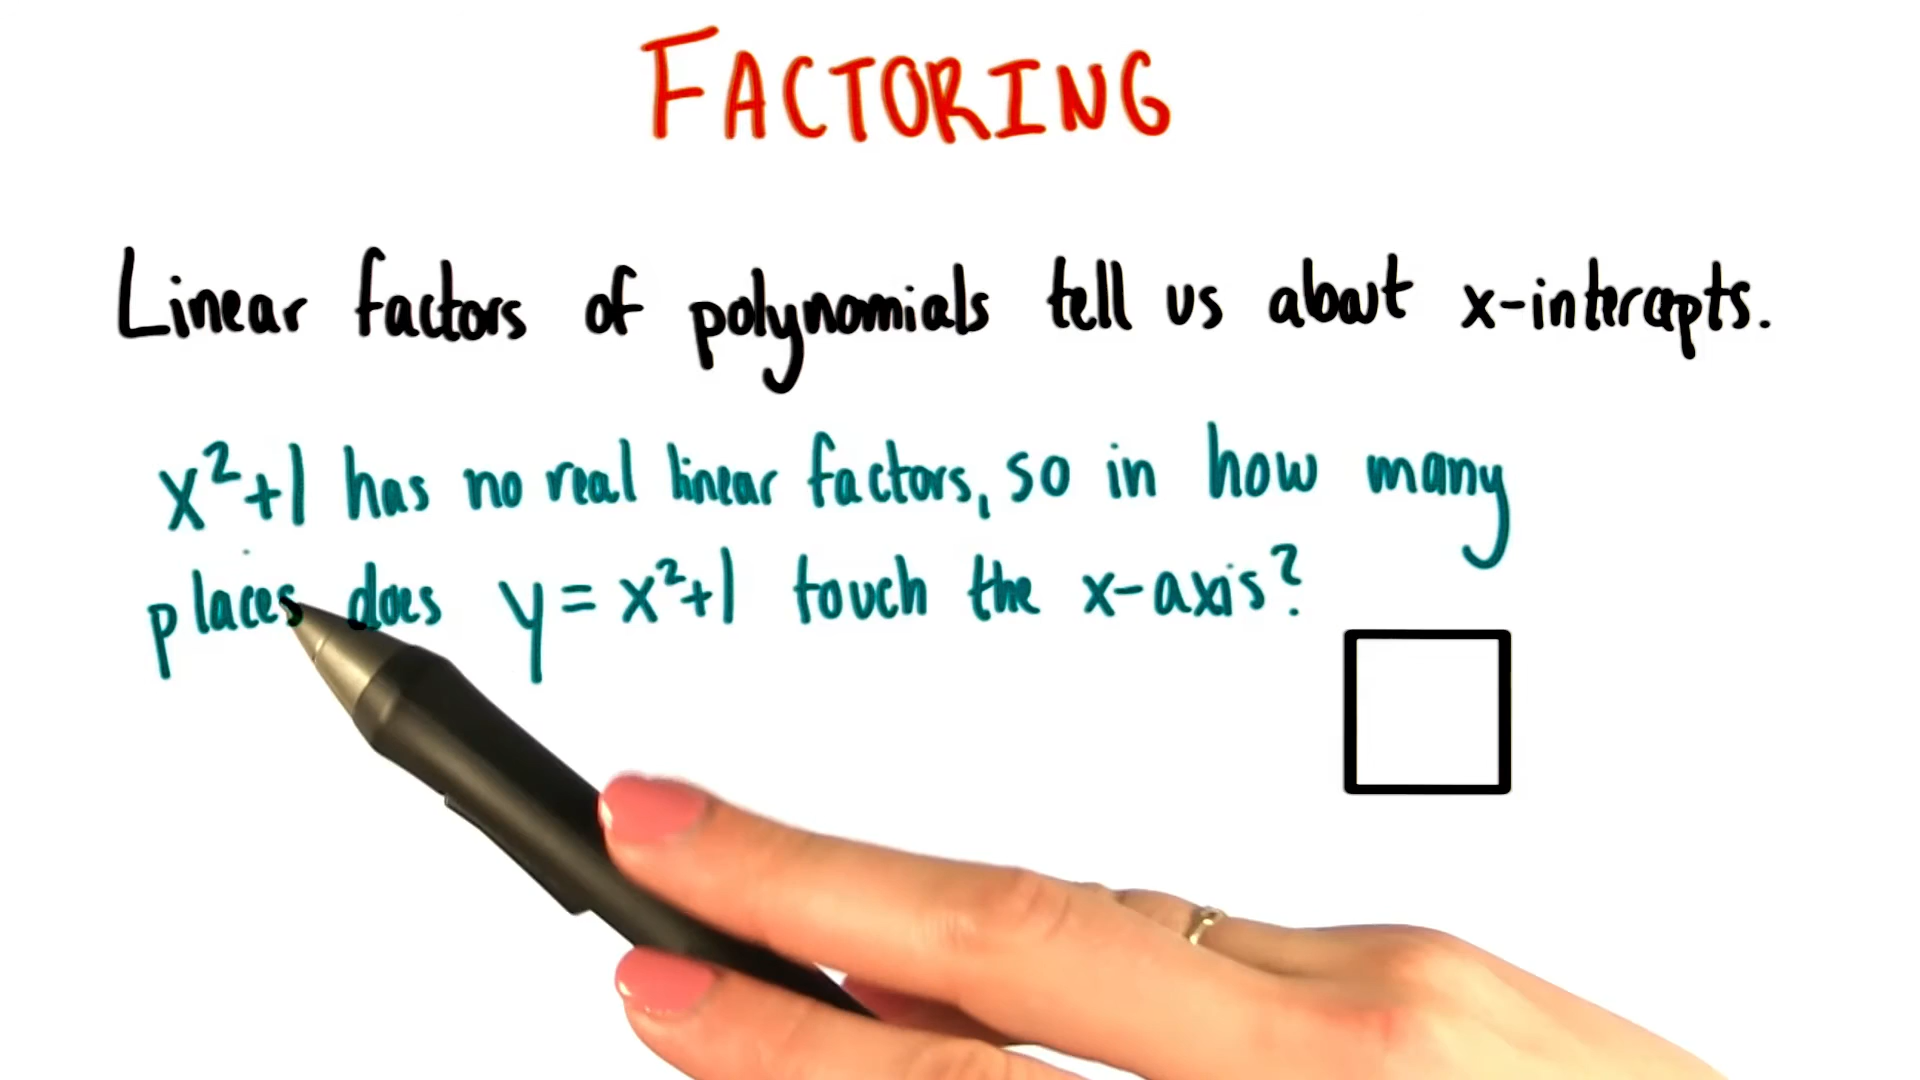 FACTORING
Linear factors of polynomials tell us about x-intercepts.
x²+1 has no real linear factors, so in how many
places does y = x²+1 touch the x-axis?